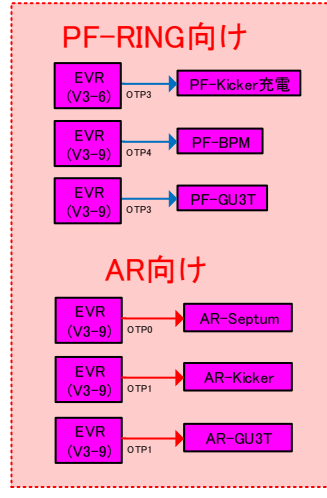 PF-RING向け
EVR
(V3-6)
OTP3
PF-Kicker充電
EVR
(V3-9)
OTP4
PF-BPM
EVR
(V3-9)
OTP3
PF-GU3T
AR向け
EVR
(V3-9)
OTP0
AR-Septum
EVR
(V3-9)
OTP1
AR-Kicker
EVR
(V3-9)
OTP1
AR-GU3T